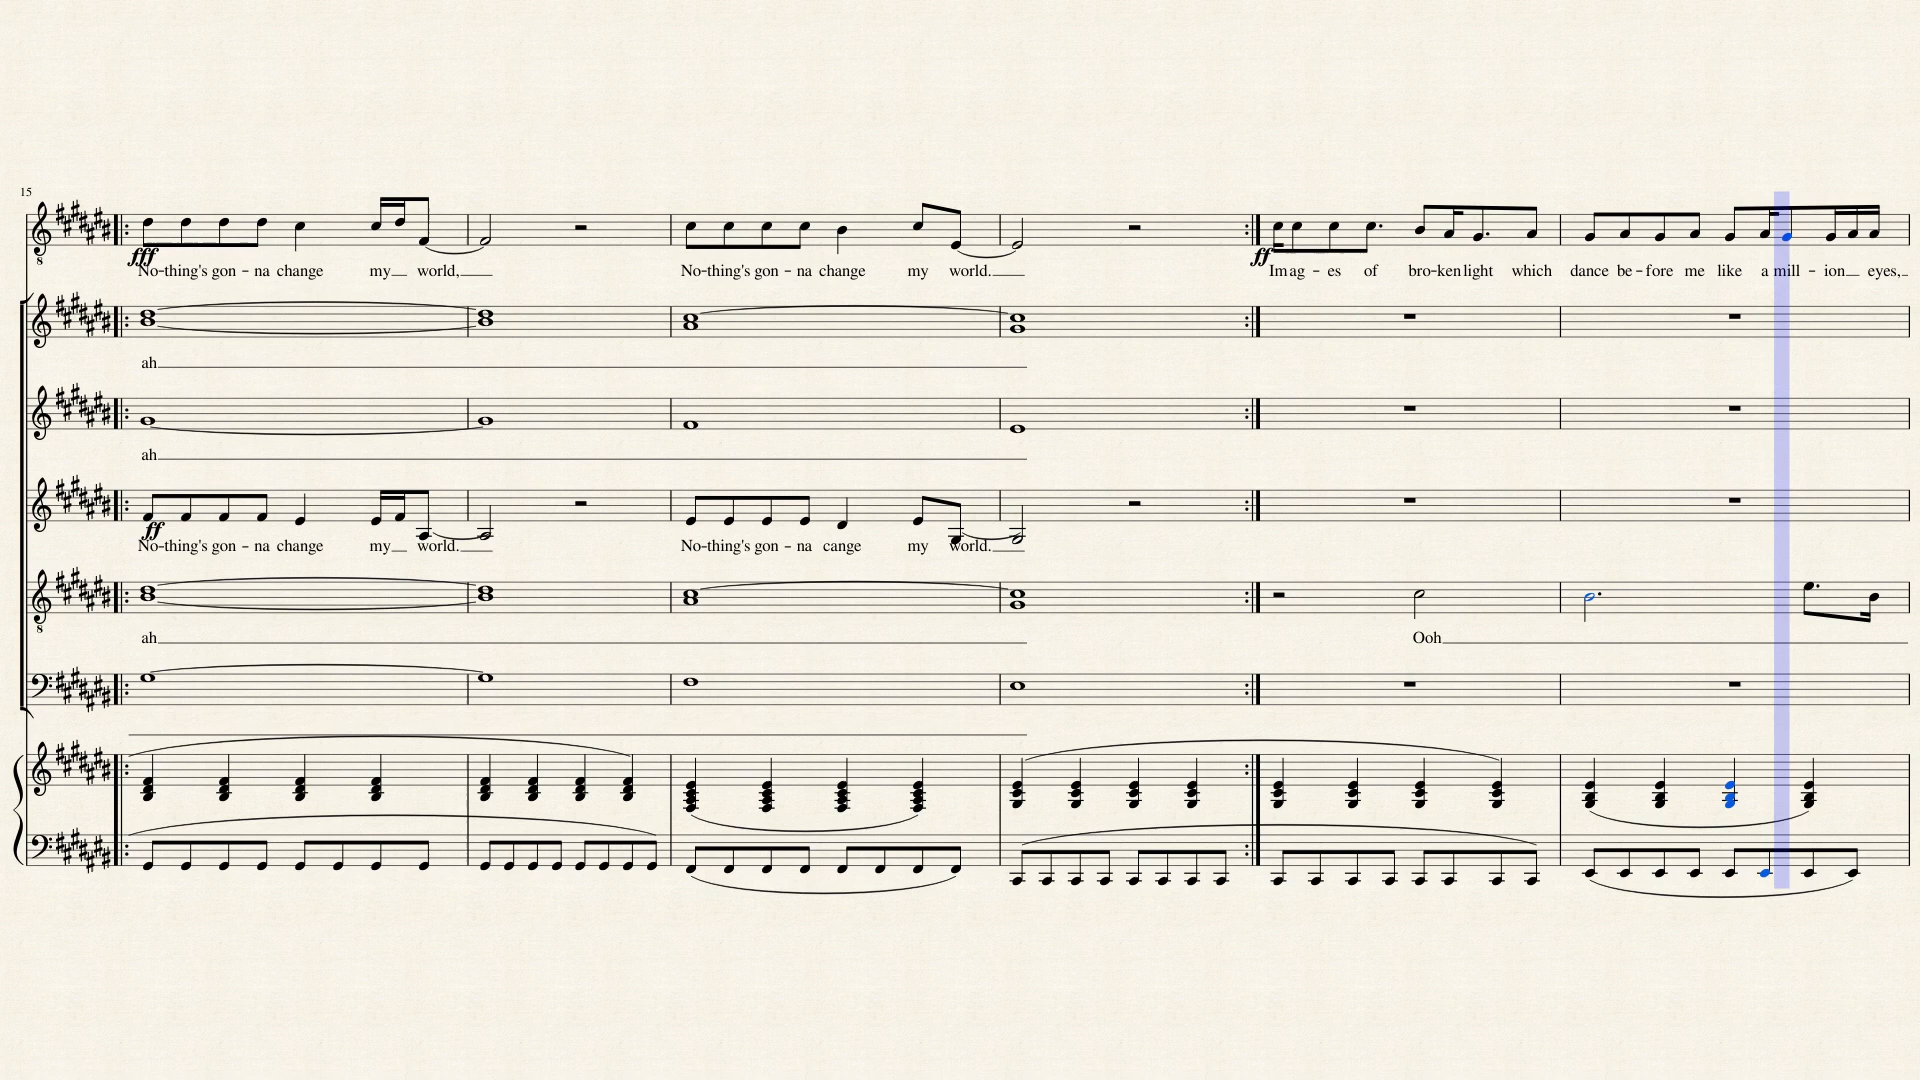 15
fff
No-thing's gon - na change my world, No-thing's gon - na change my world. ff Im ag - es of bro-ken light which dance be - fore me like a mill - ion eyes,
8
ah
ah
ff
No-thing's gon - na change my world. No-thing's gon - na cange my world.
8
ah Ooh